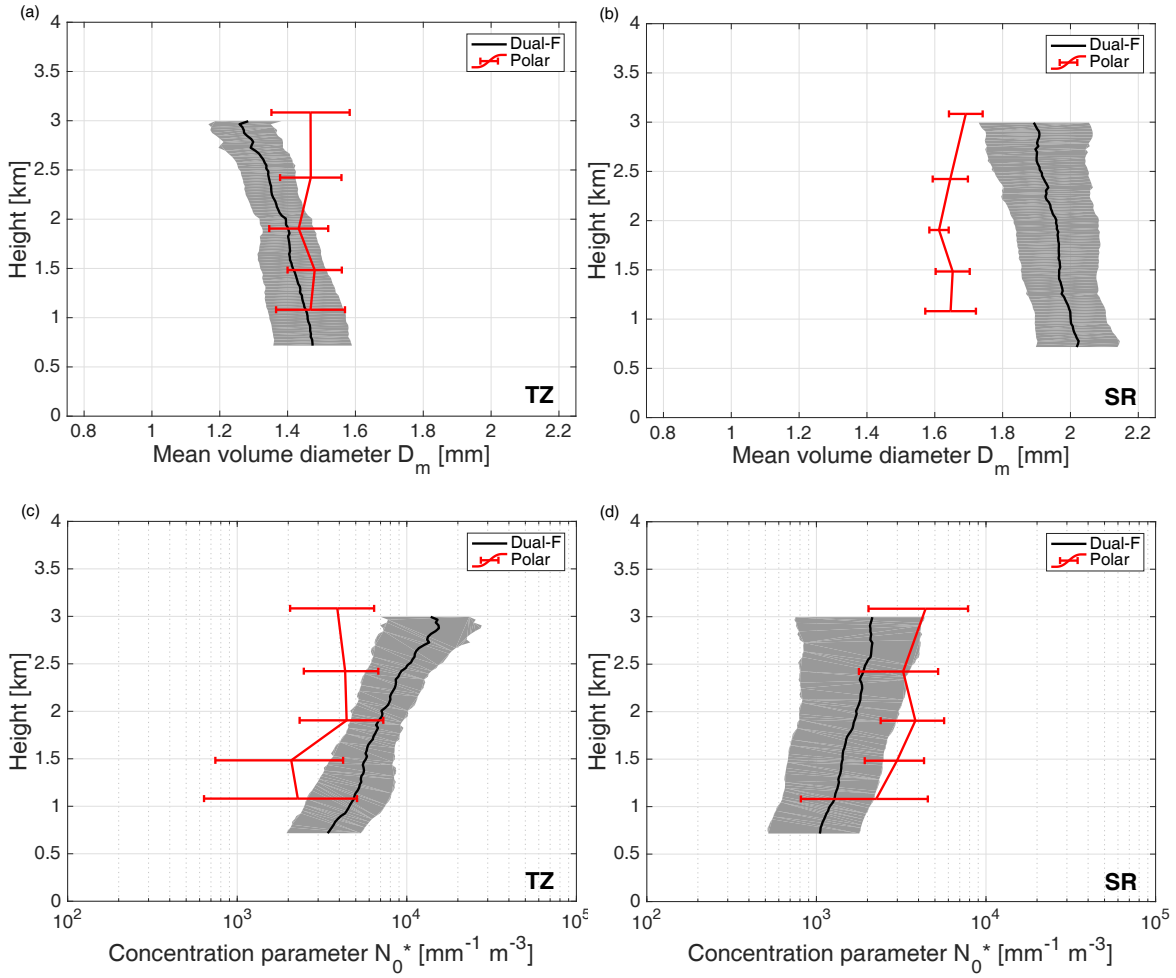 (a)
4
3.5
3
2.5
2
1.5
1
0.5
0
Height [km]
Dual-F
Polar
TZ
0.8 1 1.2 1.4 1.6 1.8 2 2.2
Mean volume diameter D_m [mm]
(b)
4
3.5
3
2.5
2
1.5
1
0.5
0
Height [km]
Dual-F
Polar
SR
0.8 1 1.2 1.4 1.6 1.8 2 2.2
Mean volume diameter D_m [mm]
(c)
4
3.5
3
2.5
2
1.5
1
0.5
0
Height [km]
Dual-F
Polar
TZ
10^2 10^3 10^4 10^5
Concentration parameter N_0^* [mm^-1 m^-3]
(d)
4
3.5
3
2.5
2
1.5
1
0.5
0
Height [km]
Dual-F
Polar
SR
10^2 10^3 10^4 10^5
Concentration parameter N_0^* [mm^-1 m^-3]